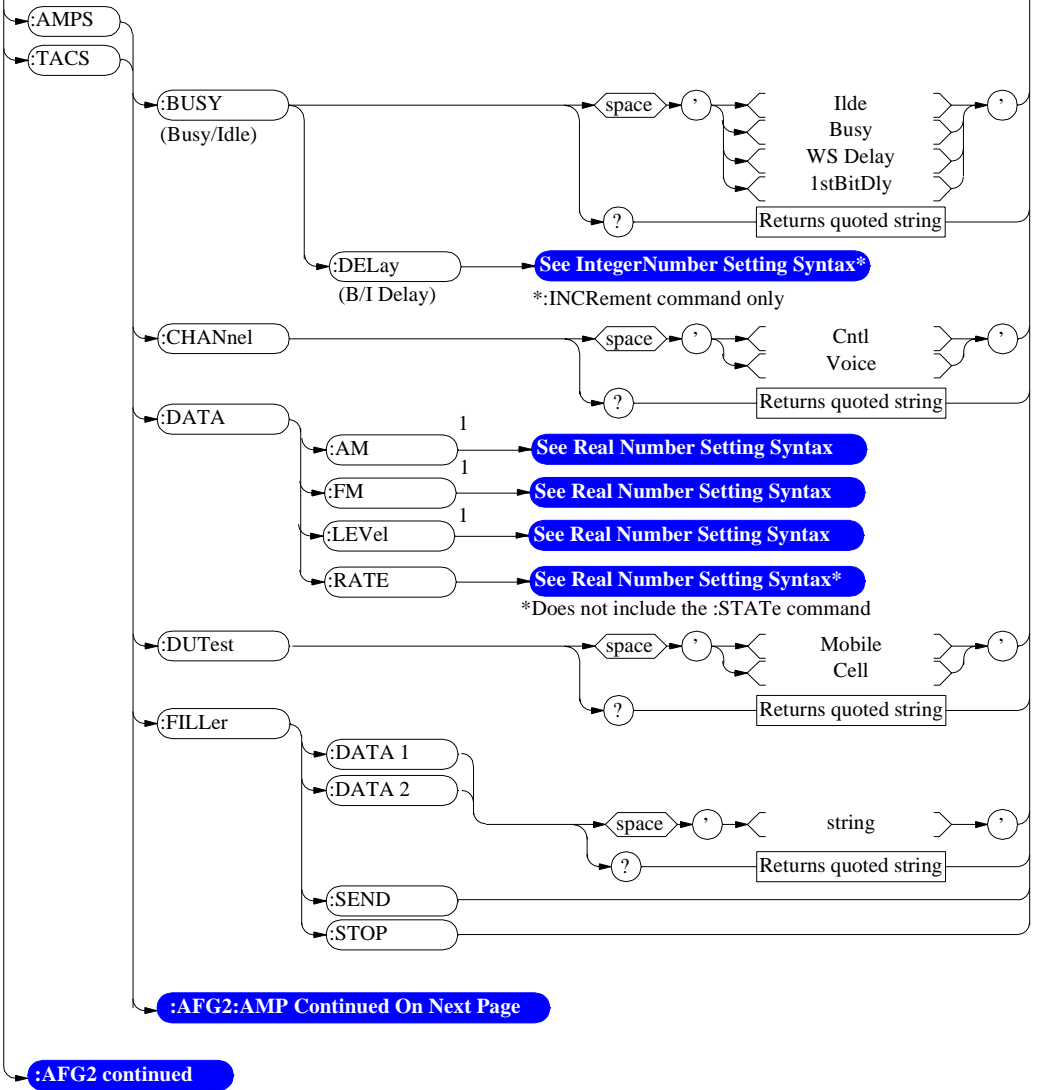 :AMPS
:TACS
:BUSY
(Busy/Idle)
space
,
Ilde
Busy
WS Delay
1stBitDly
,
?
Returns quoted string
:DELay
(B/I Delay)
See IntegerNumber Setting Syntax*
*:INCRement command only
:CHANnel
space
,
Cntl
Voice
,
?
Returns quoted string
:DATA
:AM
1
See Real Number Setting Syntax
:FM
1
See Real Number Setting Syntax
:LEVel
1
See Real Number Setting Syntax
:RATE
See Real Number Setting Syntax*
*Does not include the :STATe command
:DUTest
space
,
Mobile
Cell
,
?
Returns quoted string
:FILLer
:DATA 1
:DATA 2
space
,
string
,
?
Returns quoted string
:SEND
:STOP
:AFG2:AMP Continued On Next Page
:AFG2 continued